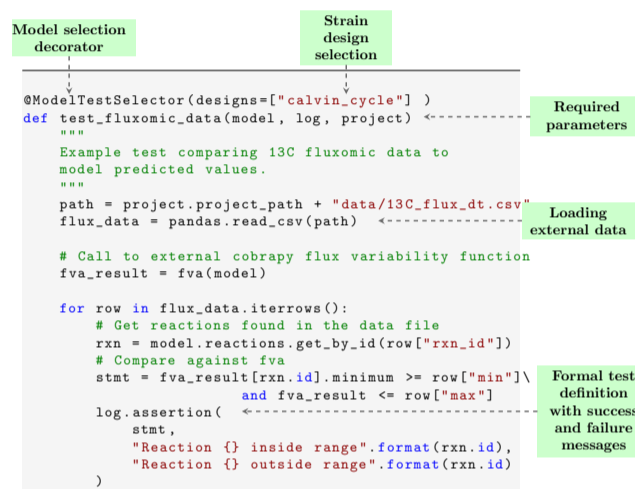 Model selection
decorator
Strain
design
selection
@ModelTestSelector(designs=["calvin_cycle"] )
def test_fluxomic_data(model, log, project)
Required
parameters
"""
Example test comparing 13C fluxomic data to
model predicted values.
"""
path = project.project_path + "data/13C_flux_dt.csv"
flux_data = pandas.read_csv(path)
Loading
external data
# Call to external cobrapy flux variability function
fva_result = fva(model)
for row in flux_data.iterrows():
# Get reactions found in the data file
rxn = model.reactions.get_by_id(row["rxn_id"])
# Compare against fva
stmt = fva_result[rxn.id].minimum >= row["min"]\
and fva_result <= row["max"]
log.assertion(
stmt,
"Reaction {} inside range".format(rxn.id),
"Reaction {} outside range".format(rxn.id)
)
Formal test
definition
with success
and failure
messages